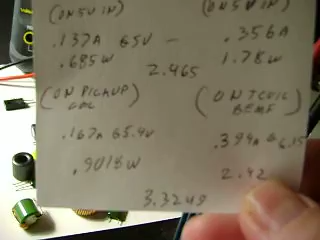 (ON 5V IN) (ON 5V IN)
.137A @5V — .356A
.685W 2.465 1.78W
(ON PICKUP COIL) (ON TCOIL BEMF)
.167A @5.4V .394A @ 6.15
.9018W 2.42
3.3249